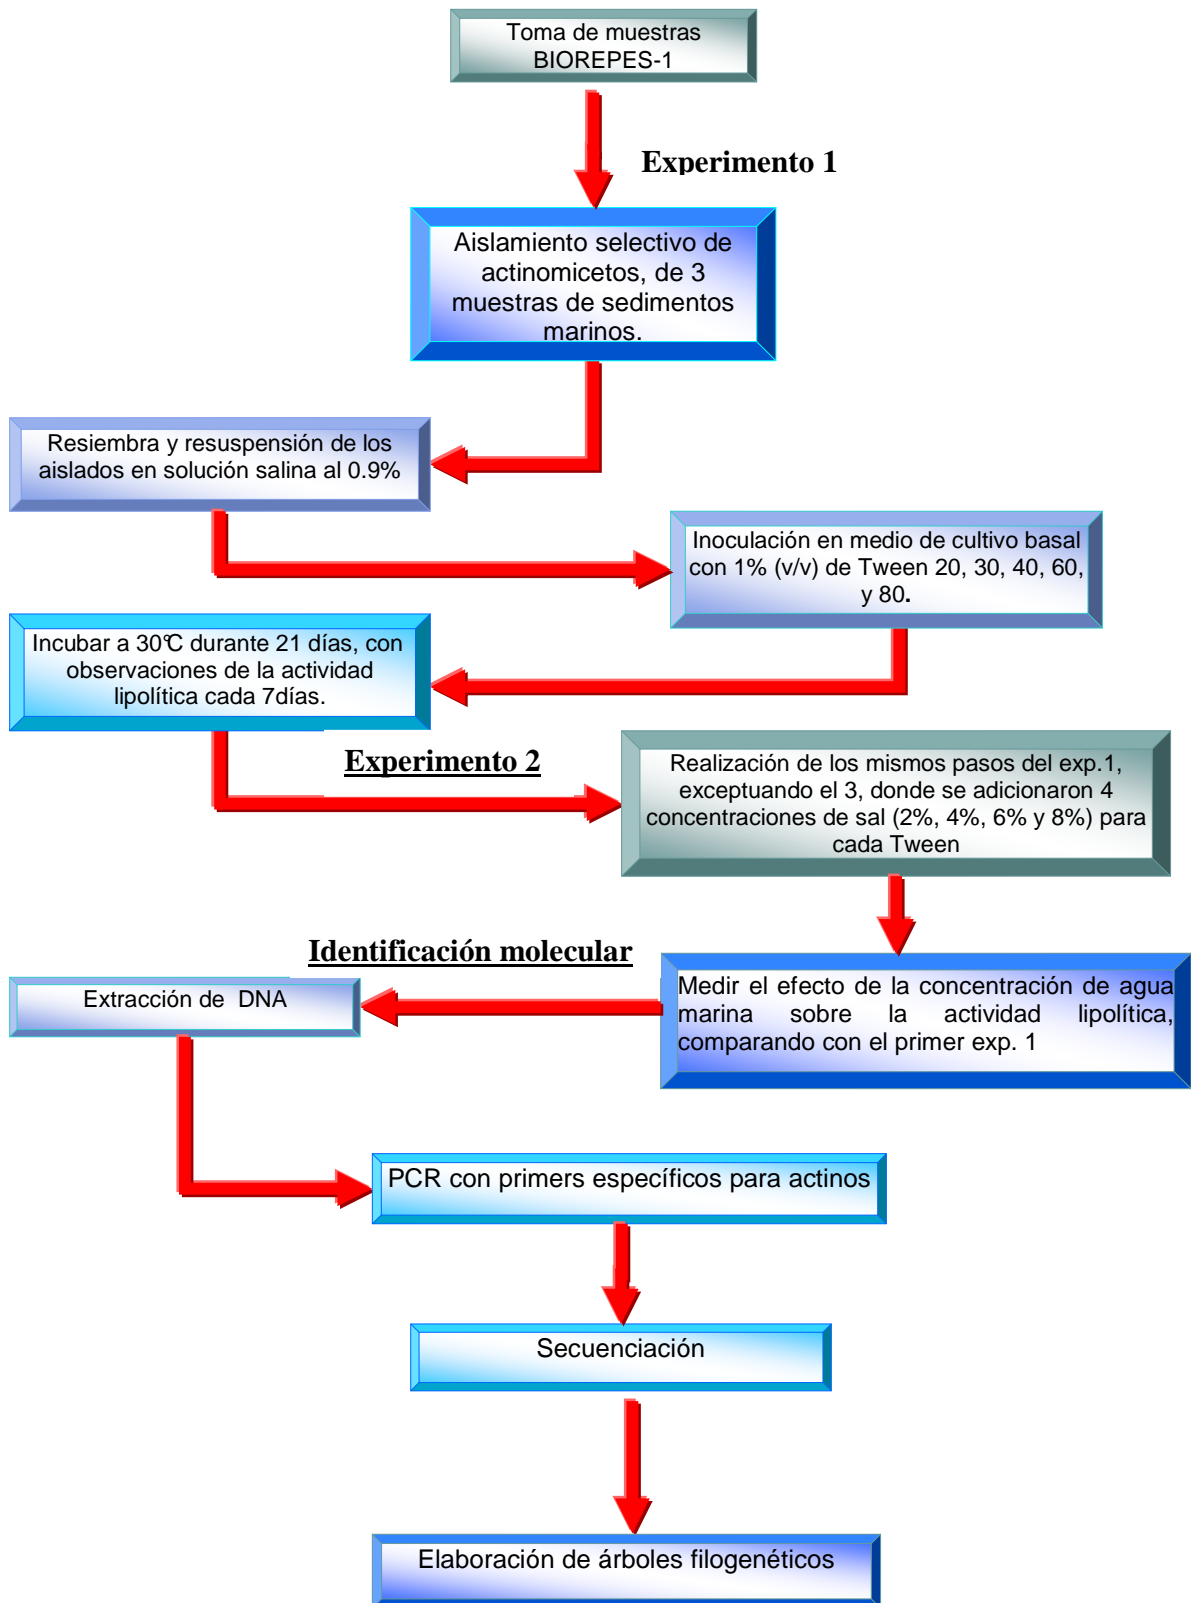 Toma de muestras
BIOREPES-1
Experimento 1
Aislamiento selectivo de
actinomicetos, de 3
muestras de sedimentos
marinos.
Resiembra y resuspensión de los
aislados en solución salina al 0.9%
Inoculación en medio de cultivo basal
con 1% (v/v) de Tween 20, 30, 40, 60,
y 80.
Incubar a 30°C durante 21 días, con
observaciones de la actividad
lipolítica cada 7días.
Experimento 2
Realización de los mismos pasos del exp.1,
exceptuando el 3, donde se adicionaron 4
concentraciones de sal (2%, 4%, 6% y 8%) para
cada Tween
Medir el efecto de la concentración de agua
marina sobre la actividad lipolítica,
comparando con el primer exp. 1
Identificación molecular
Extracción de DNA
PCR con primers específicos para actinos
Secuenciación
Elaboración de árboles filogenéticos